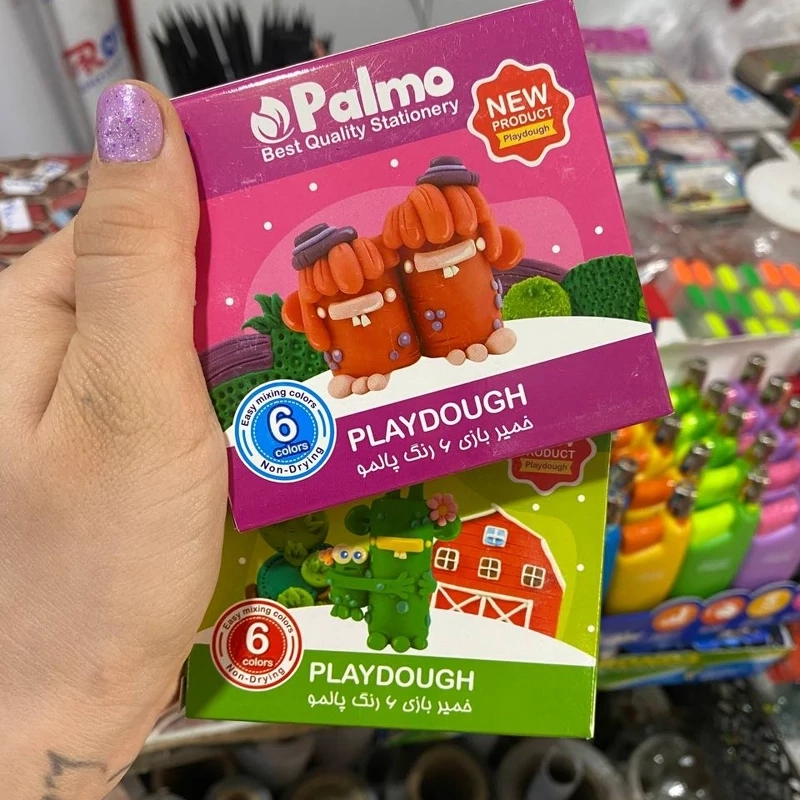 Palmo
Best Quality Stationery
NEW
PRODUCT
Playdough
Easy mixing colors
6
colors
Non-Drying
PLAYDOUGH
خمیر بازی ۶ رنگ پالمو
PRODUCT
Playdough
Easy mixing colors
6
colors
Non-Drying
PLAYDOUGH
خمیر بازی ۶ رنگ پالمو